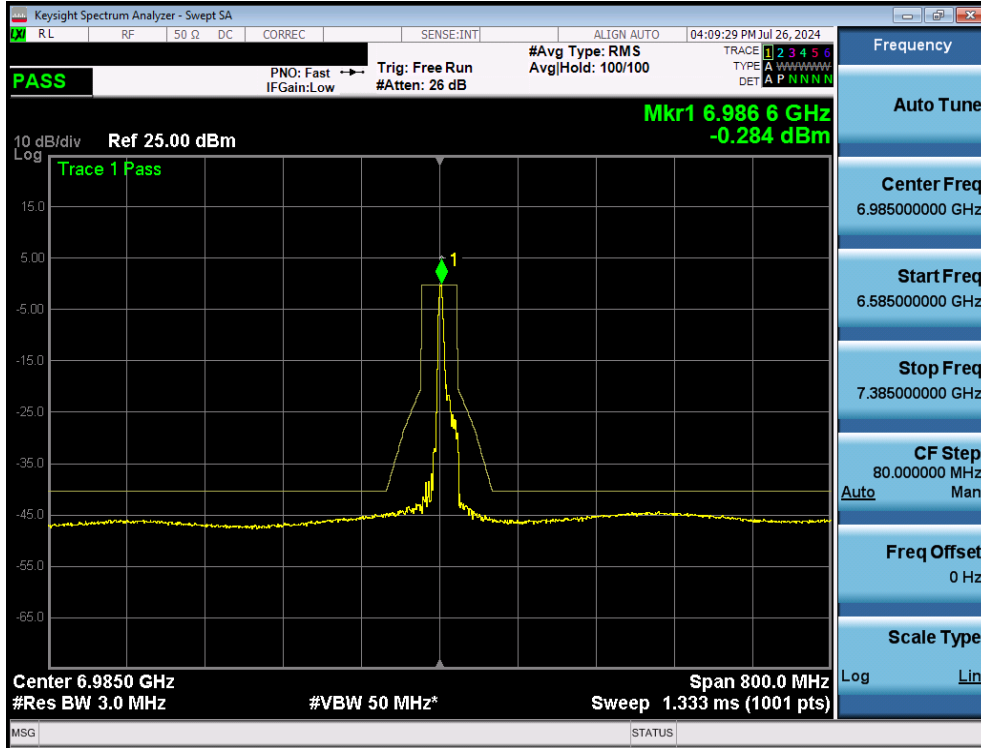 Keysight Spectrum Analyzer - Swept SA
LXI RL RF 50 Ω DC CORREC SENSE:INT ALIGN AUTO 04:09:29 PM Jul 26, 2024
PASS
PNO: Fast
IFGain:Low
Trig: Free Run
#Atten: 26 dB
#Avg Type: RMS
Avg|Hold: 100/100
TRACE 1 2 3 4 5 6
TYPE A WWWWW
DET A P N N N N
Mkr1 6.986 6 GHz
-0.284 dBm
10 dB/div Ref 25.00 dBm
Log
Trace 1 Pass
1
15.0
5.00
-5.00
-15.0
-25.0
-35.0
-45.0
-55.0
-65.0
Center 6.9850 GHz Span 800.0 MHz
#Res BW 3.0 MHz #VBW 50 MHz* Sweep 1.333 ms (1001 pts)
MSG STATUS
Frequency
Auto Tune
Center Freq
6.985000000 GHz
Start Freq
6.585000000 GHz
Stop Freq
7.385000000 GHz
CF Step
80.000000 MHz
Auto Man
Freq Offset
0 Hz
Scale Type
Log Lin